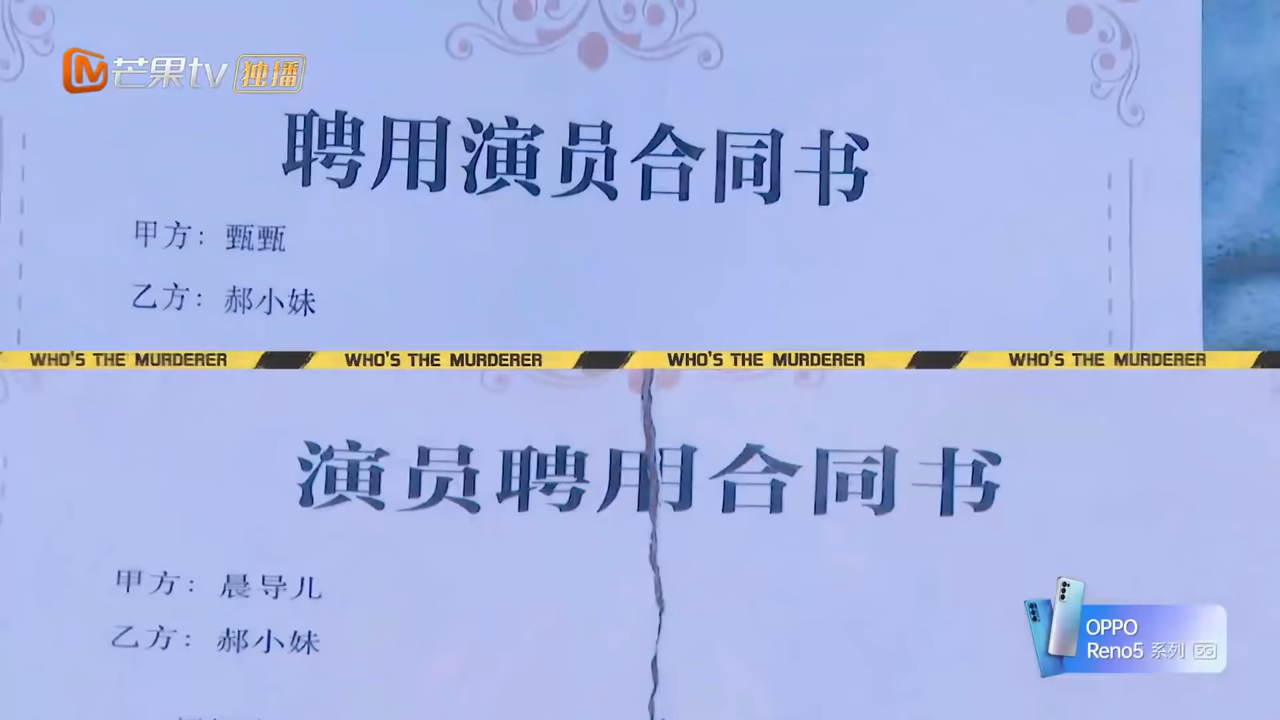 芒果tv 独播
聘用演员合同书
甲方：甄甄
乙方：郝小妹
WHO'S THE MURDERER WHO'S THE MURDERER WHO'S THE MURDERER WHO'S THE MURDERER
演员聘用合同书
甲方：晨导儿
乙方：郝小妹
OPPO
Reno5 系列 5G